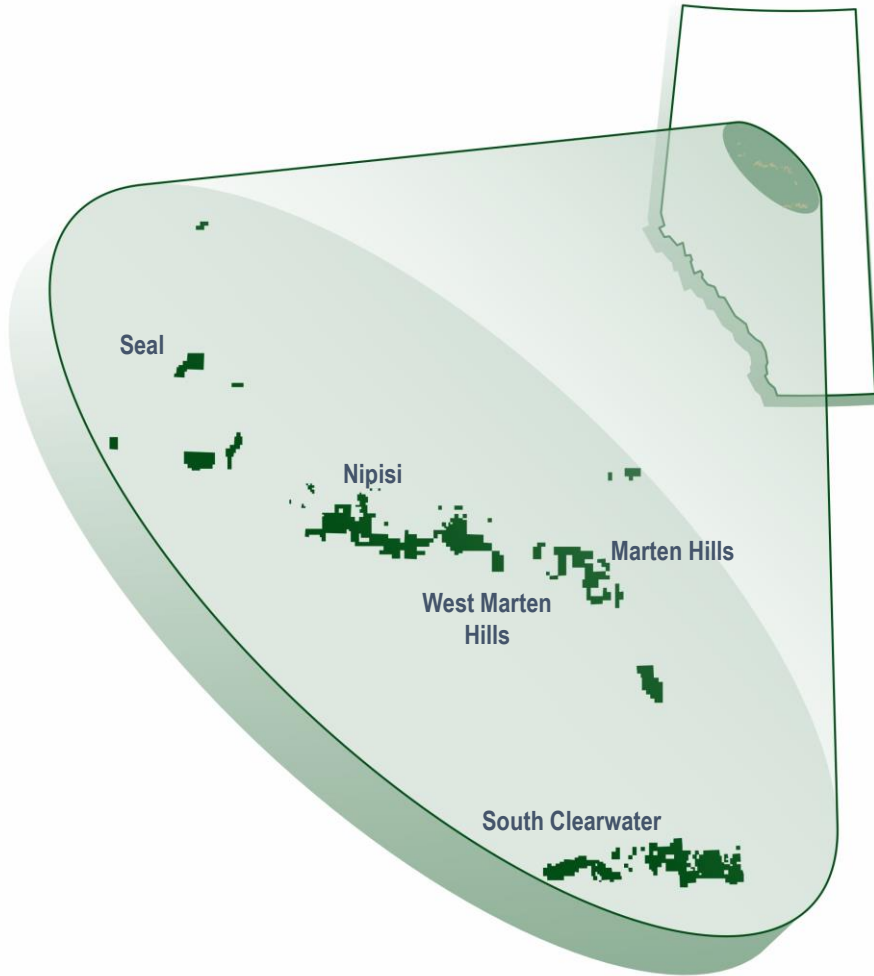 Seal
Nipisi
Marten Hills
West Marten
Hills
South Clearwater